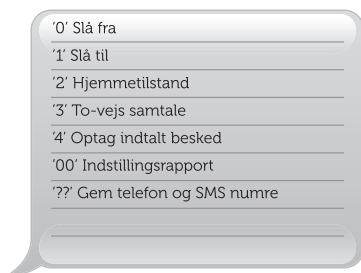 '0' Slå fra
'1' Slå til
'2' Hjemmetilstand
'3' To-vejs samtale
'4' Optag indtalt besked
'00' Indstillingsrapport
'??' Gem telefon og SMS numre